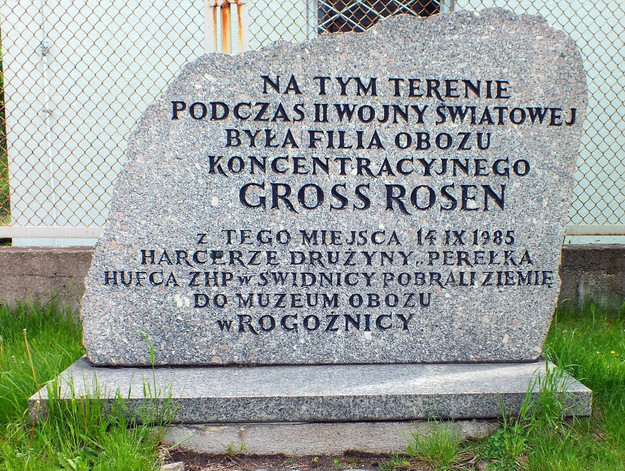 NA TYM TERENIE
PODCZAS II WOJNY ŚWIATOWEJ
BYŁA FILIA OBOZU
KONCENTRACYJNEGO
GROSS ROSEN
Z TEGO MIEJSCA 14 IX 1985
HARCERZE DRUŻYNY „PEREŁKA
HUFCA ZHP W ŚWIDNICY POBRALI ZIEMIĘ
DO MUZEUM OBOZU
W ROGOŹNICY